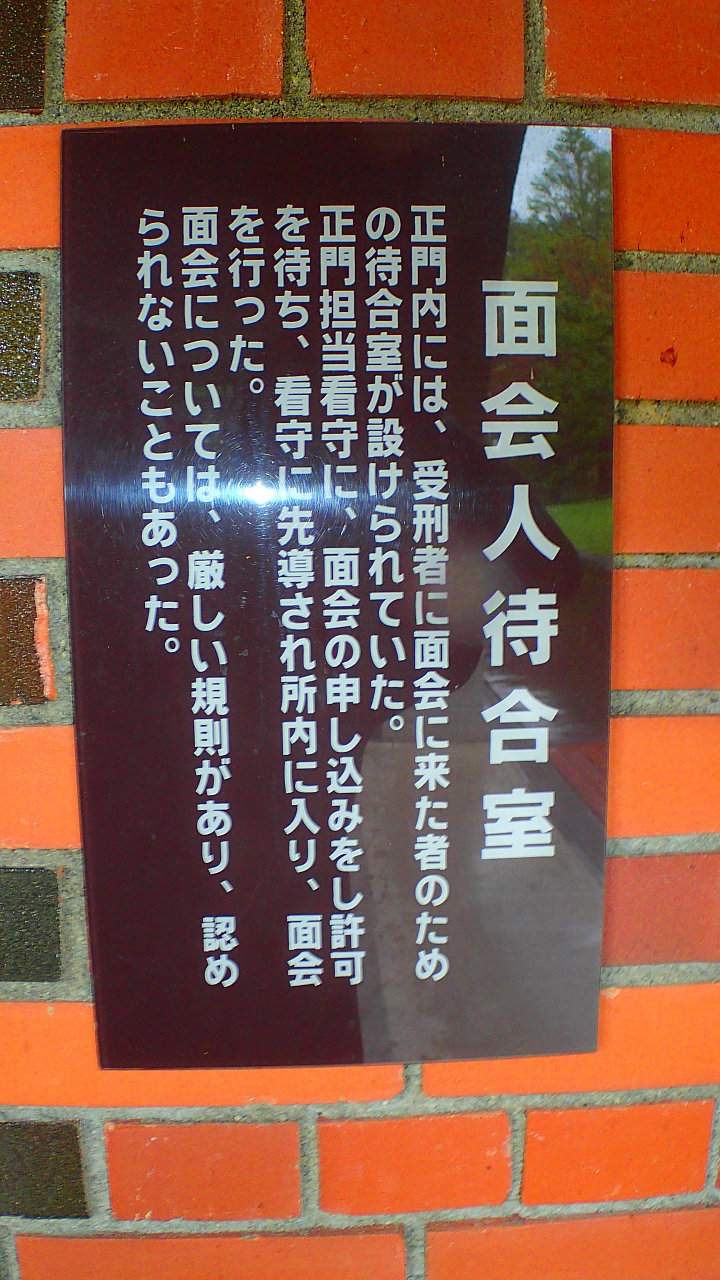 面会人待合室
正門内には、受刑者に面会に来た者のため
の待合室が設けられていた。
正門担当看守に、面会の申し込みをし許可
を待ち、看守に先導され所内に入り、面会
を行った。
面会については、厳しい規則があり、認め
られないこともあった。